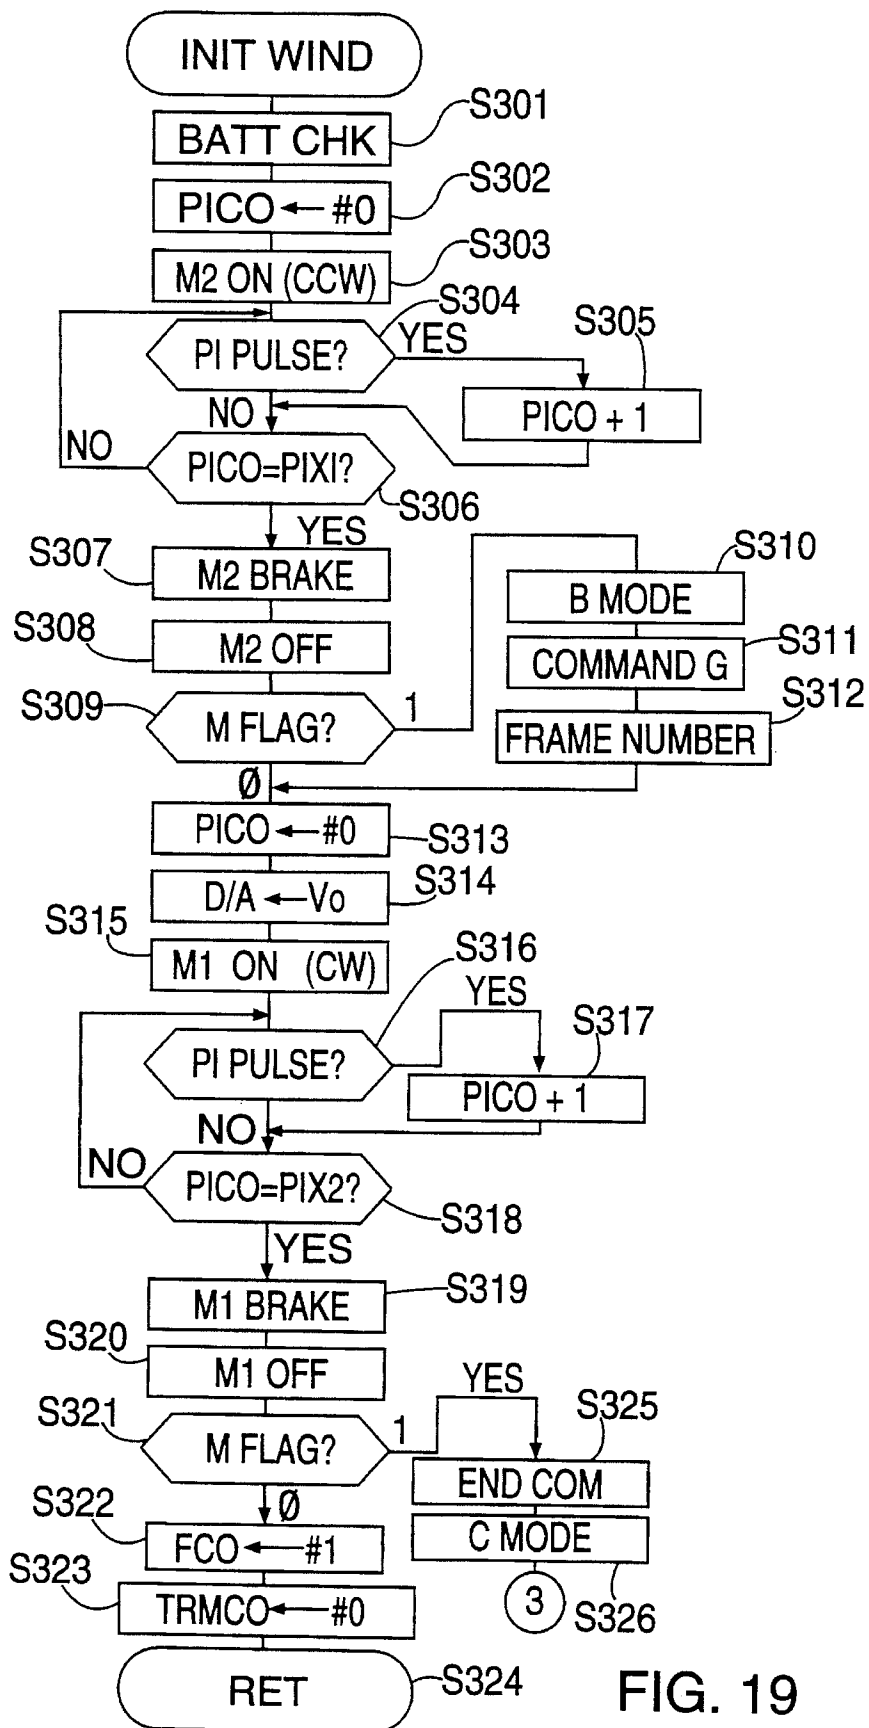 INIT WIND
S301
BATT CHK
S302
PICO ← #0
S303
M2 ON (CCW)
S304
PI PULSE?
YES
S305
PICO + 1
NO
NO
PICO=PIXI?
S306
YES
S307
M2 BRAKE
S310
B MODE
S308
M2 OFF
S311
COMMAND G
S309
M FLAG?
1
S312
FRAME NUMBER
Ø
PICO ← #0
S313
D/A ← Vo
S314
S315
M1 ON (CW)
S316
PI PULSE?
YES
S317
PICO + 1
NO
NO
PICO=PIX2?
S318
YES
M1 BRAKE
S319
S320
M1 OFF
S321
M FLAG?
1
YES
S325
END COM
Ø
S322
FCO ← #1
C MODE
S326
3
S323
TRMCO ← #0
RET
S324
FIG. 19